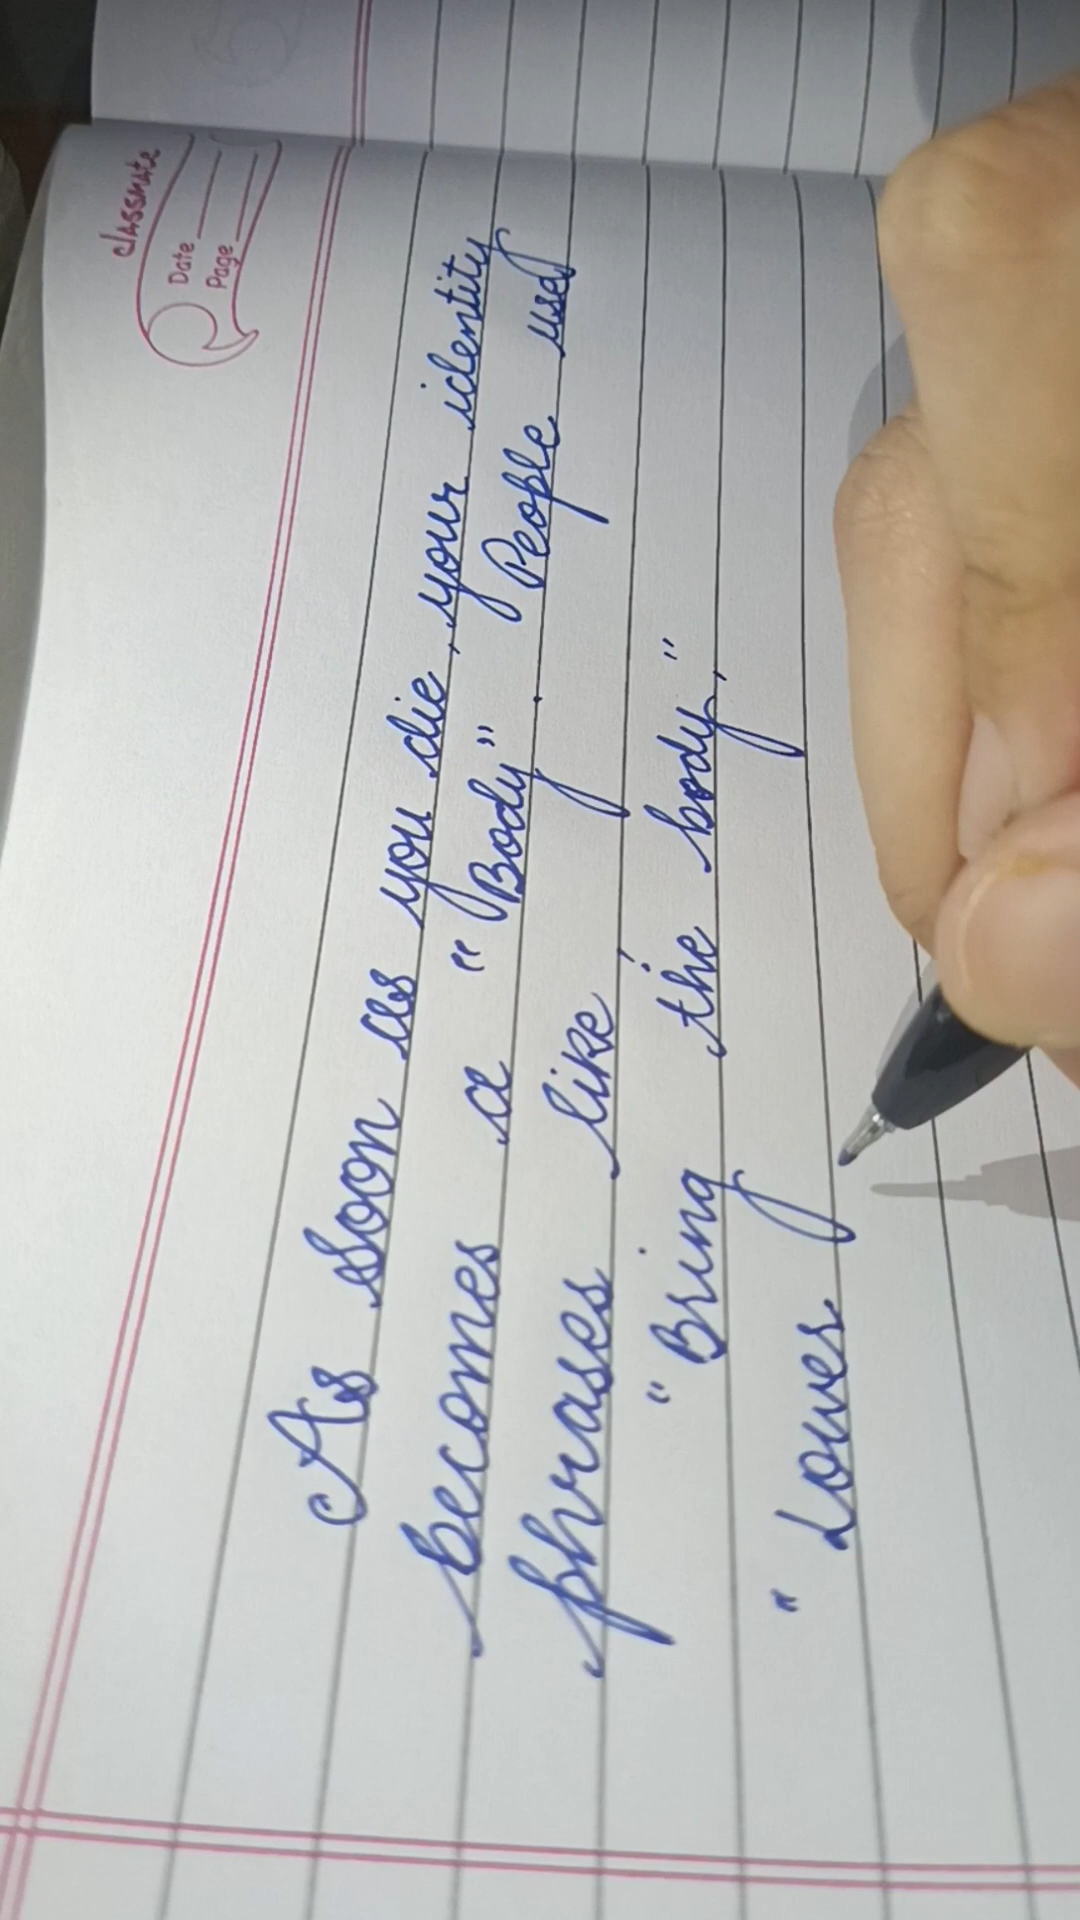 classmate
Date
Page
As soon as you die, your identity
becomes a "Body". People used
phrases like,
"Bring the body,"
"Lower